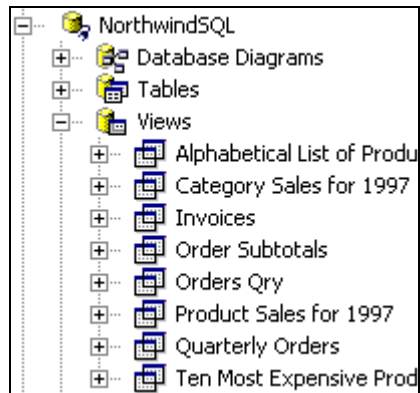 NorthwindSQL
Database Diagrams
Tables
Views
Alphabetical List of Produ
Category Sales for 1997
Invoices
Order Subtotals
Orders Qry
Product Sales for 1997
Quarterly Orders
Ten Most Expensive Prod